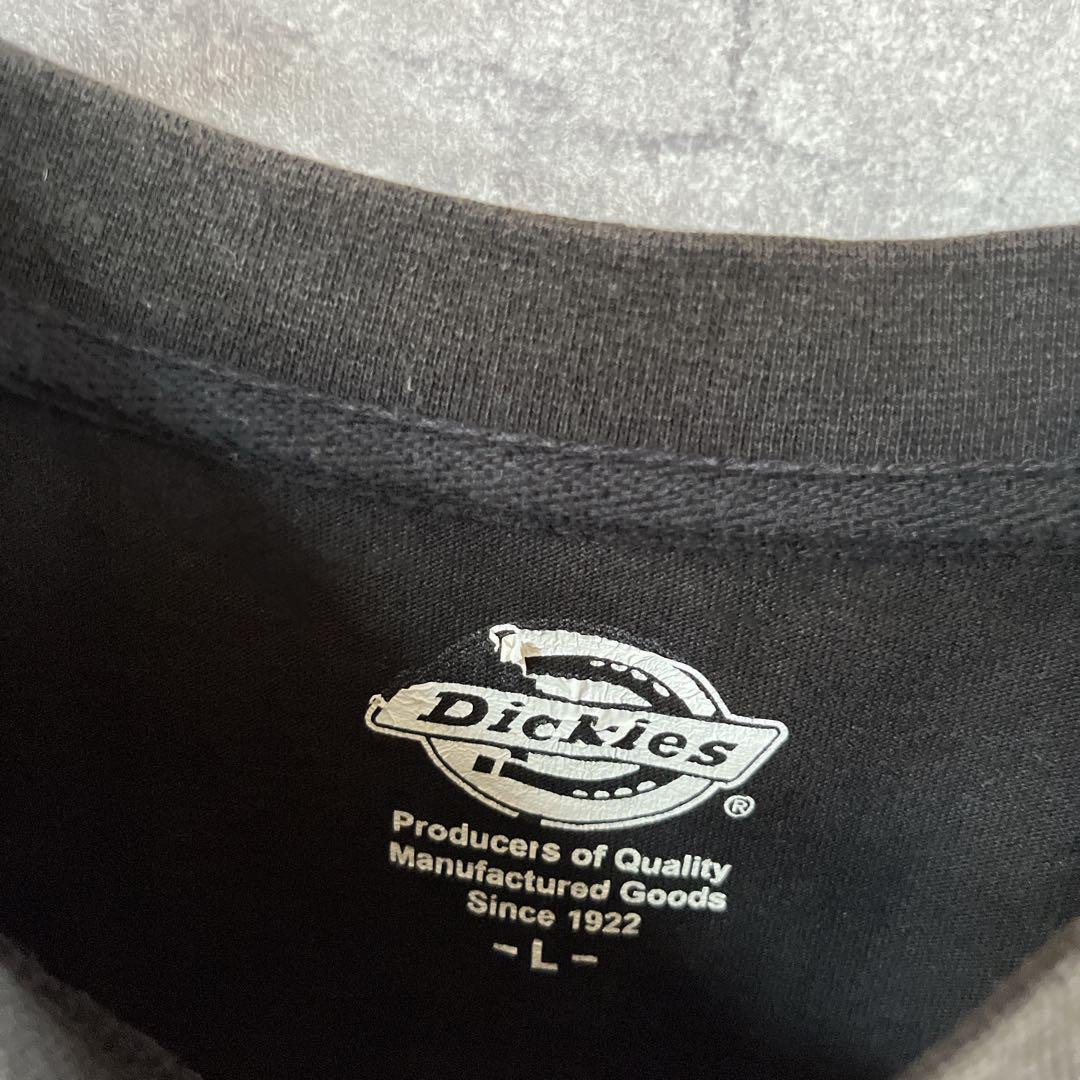 Dickies
®
Producers of Quality
Manufactured Goods
Since 1922
- L -